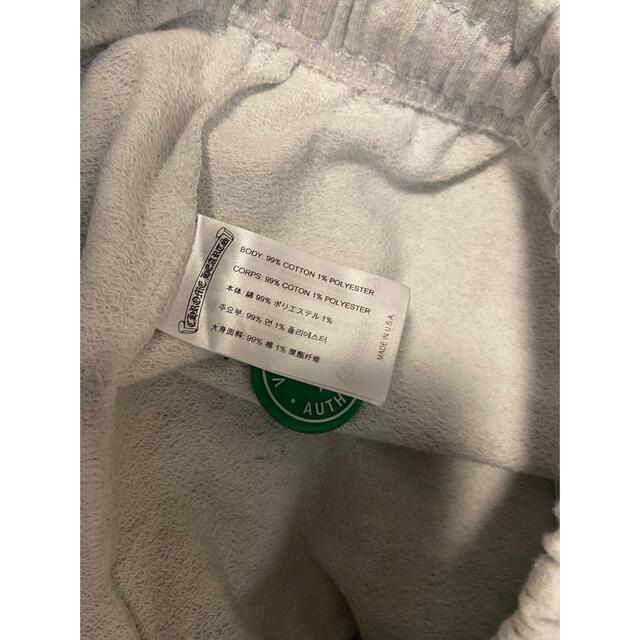 CHROME HEARTS
BODY: 99% COTTON 1% POLYESTER
CORPS: 99% COTON 1% POLYESTER
本体: 綿 99% ポリエステル 1%
주요부: 99% 면 1% 폴리에스터
大身面料: 99% 棉 1% 聚酯纤维
MADE IN U.S.A.
AUTH